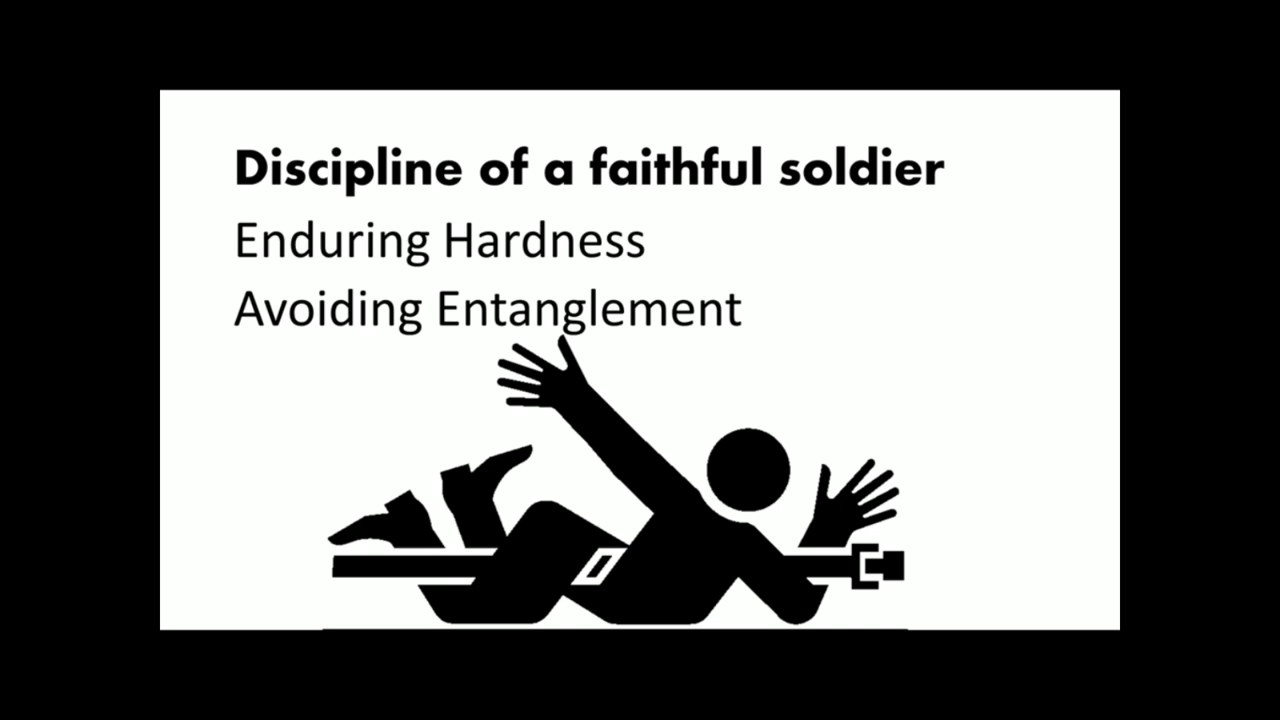 Discipline of a faithful soldier
Enduring Hardness
Avoiding Entanglement